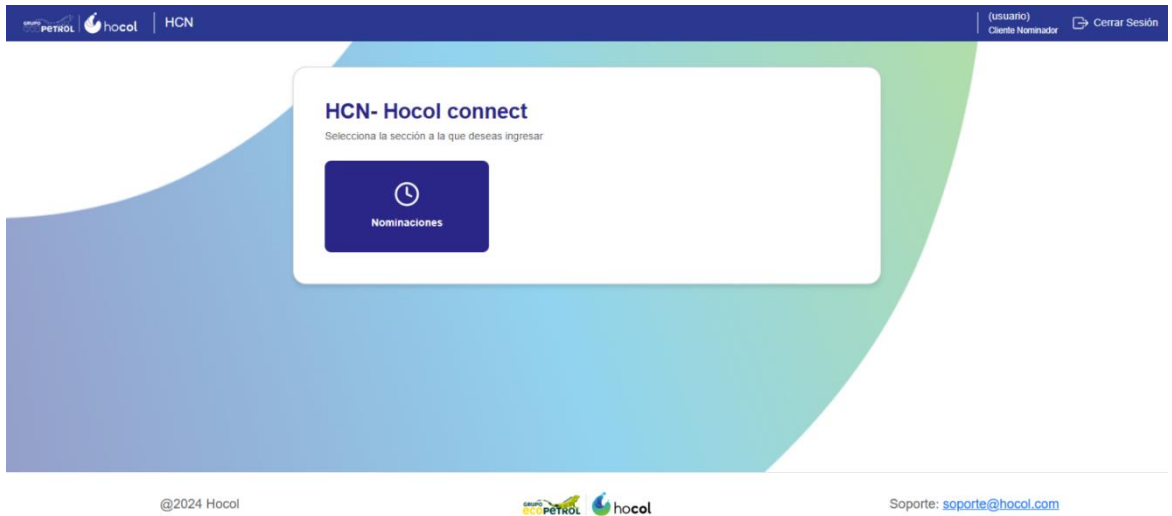 GRUPO
ecoPETROL hocol HCN
(usuario)
Cliente Nominador
Cerrar Sesión
HCN- Hocol connect
Selecciona la sección a la que deseas ingresar
Nominaciones
@2024 Hocol
GRUPO
ecoPETROL hocol
Soporte: soporte@hocol.com